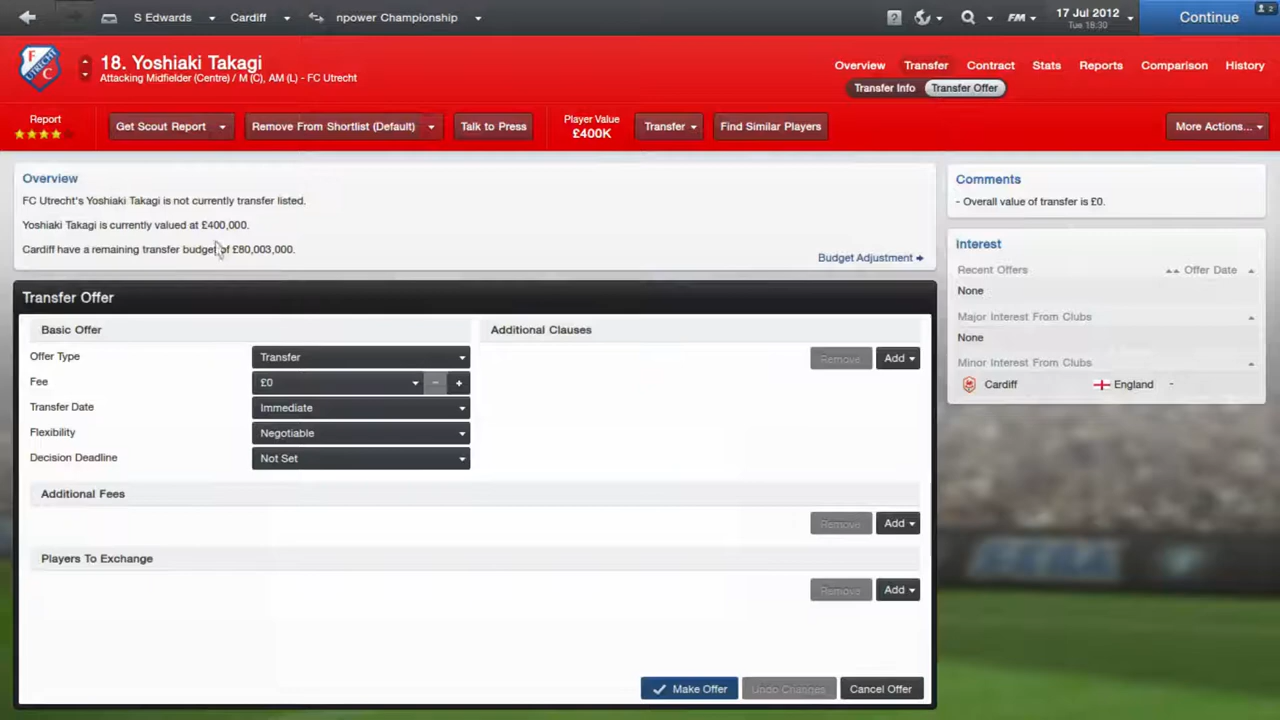 S Edwards
Cardiff
npower Championship
?
FM
17 Jul 2012
Tue 18:30
Continue
2
FC
UTRECHT
18. Yoshiaki Takagi
Attacking Midfielder (Centre) / M (C), AM (L) - FC Utrecht
Overview
Transfer
Contract
Stats
Reports
Comparison
History
Transfer Info
Transfer Offer
Report
Get Scout Report
Remove From Shortlist (Default)
Talk to Press
Player Value
£400K
Transfer
Find Similar Players
More Actions...
Overview
FC Utrecht's Yoshiaki Takagi is not currently transfer listed.
Yoshiaki Takagi is currently valued at £400,000.
Cardiff have a remaining transfer budget of £80,003,000.
Budget Adjustment
Comments
- Overall value of transfer is £0.
Interest
Recent Offers
Offer Date
None
Major Interest From Clubs
None
Minor Interest From Clubs
Cardiff
England
-
Transfer Offer
Basic Offer
Additional Clauses
Offer Type
Transfer
Remove
Add
Fee
£0
- +
Transfer Date
Immediate
Flexibility
Negotiable
Decision Deadline
Not Set
Additional Fees
Remove
Add
Players To Exchange
Remove
Add
Make Offer
Undo Changes
Cancel Offer
SEGA